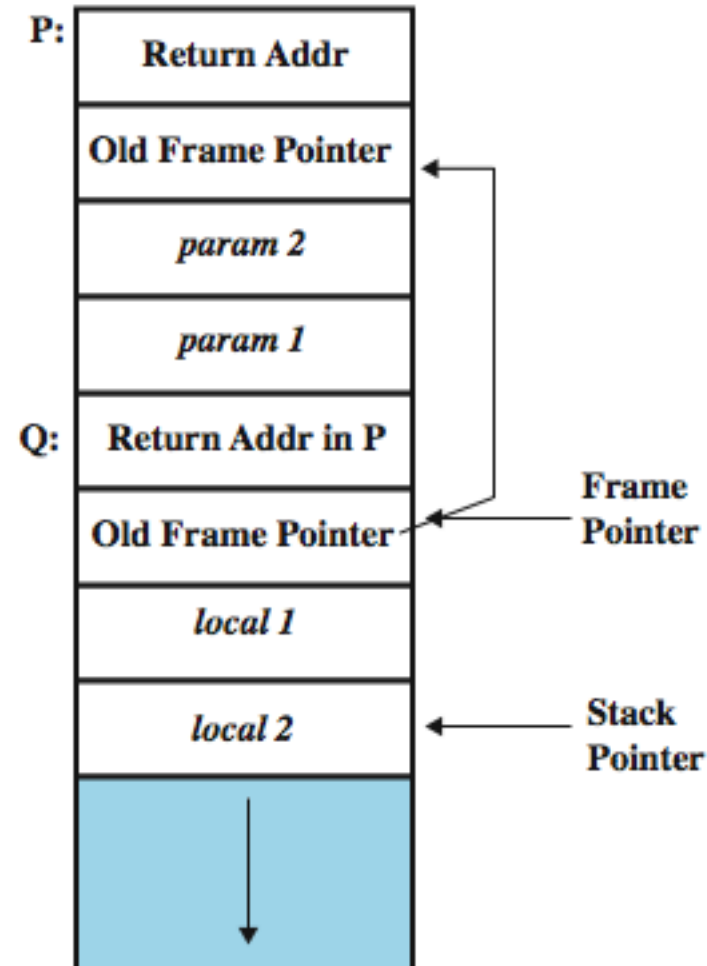 P:
Return Addr
Old Frame Pointer
param 2
param 1
Q:
Return Addr in P
Old Frame Pointer
Frame
Pointer
local 1
local 2
Stack
Pointer